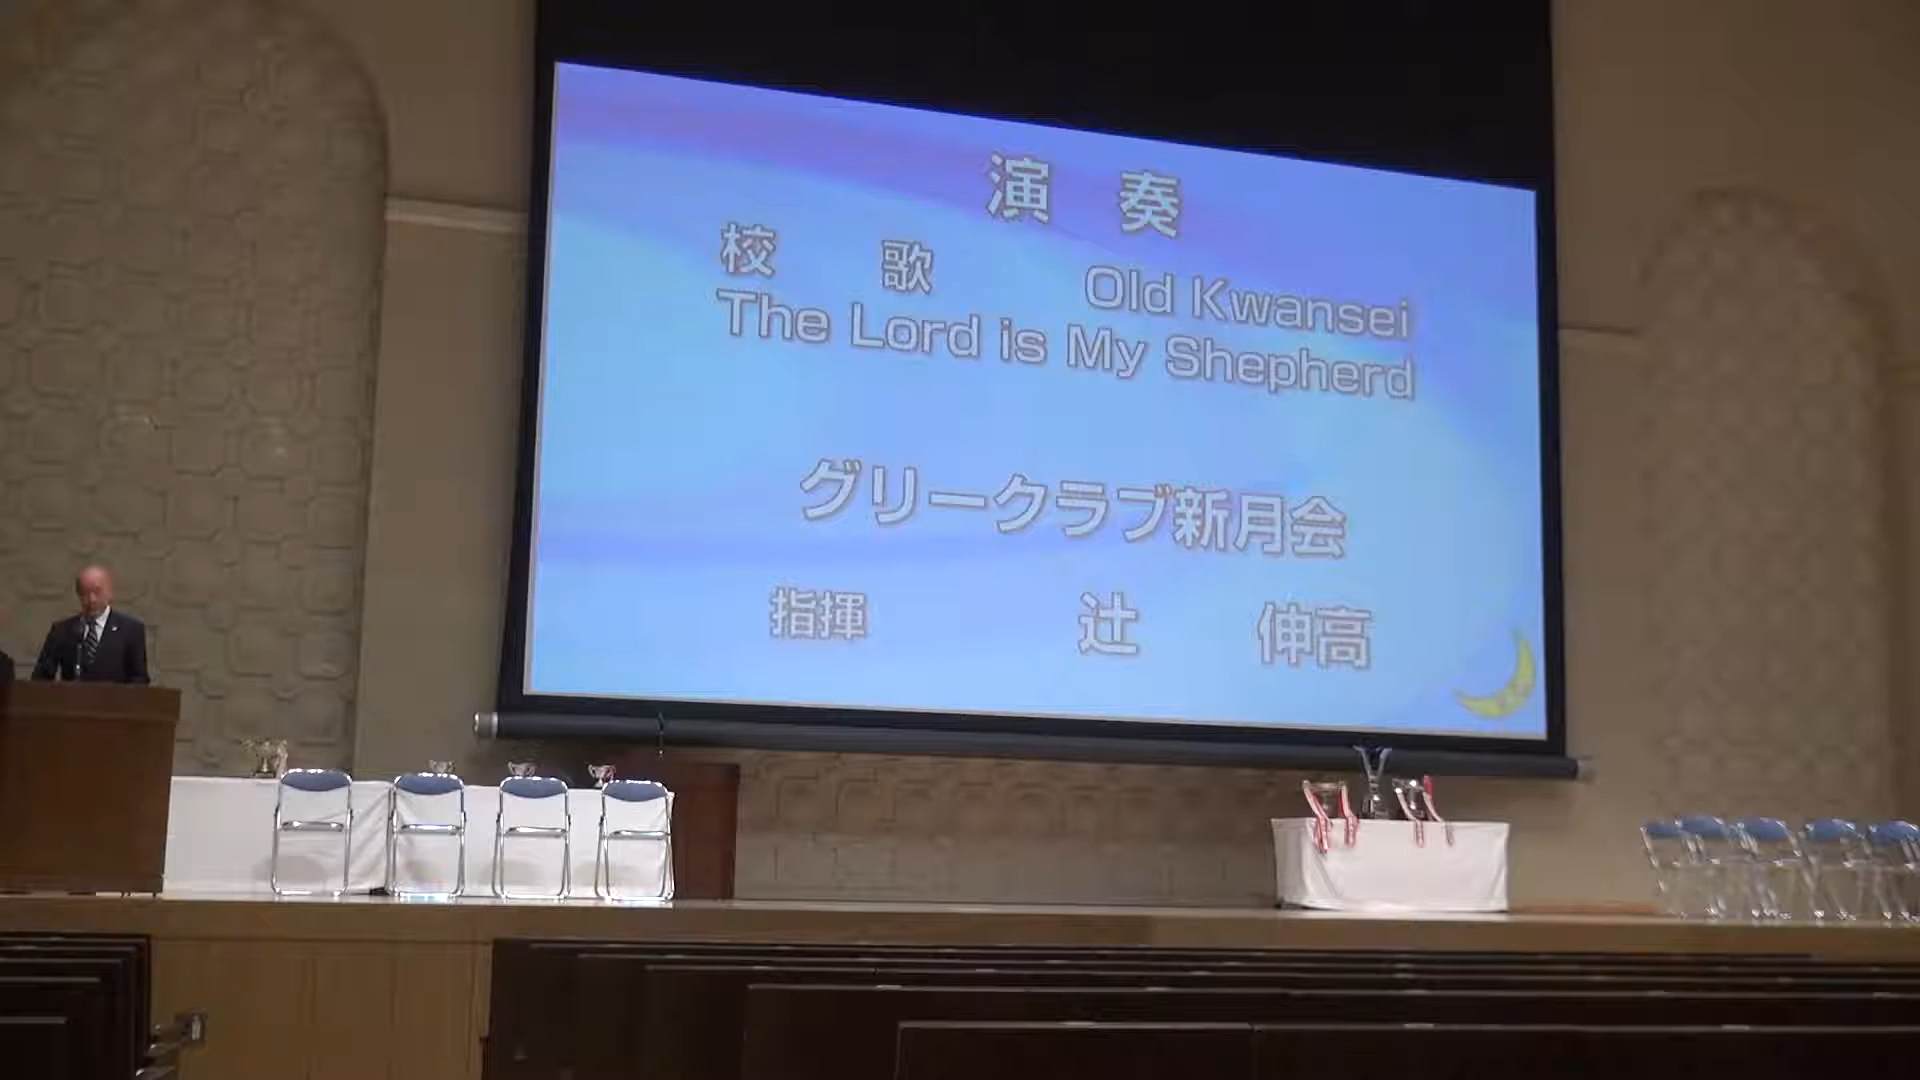 演 奏
校 歌 Old Kwansei
The Lord is My Shepherd
グリークラブ新月会
指揮 辻 伸高